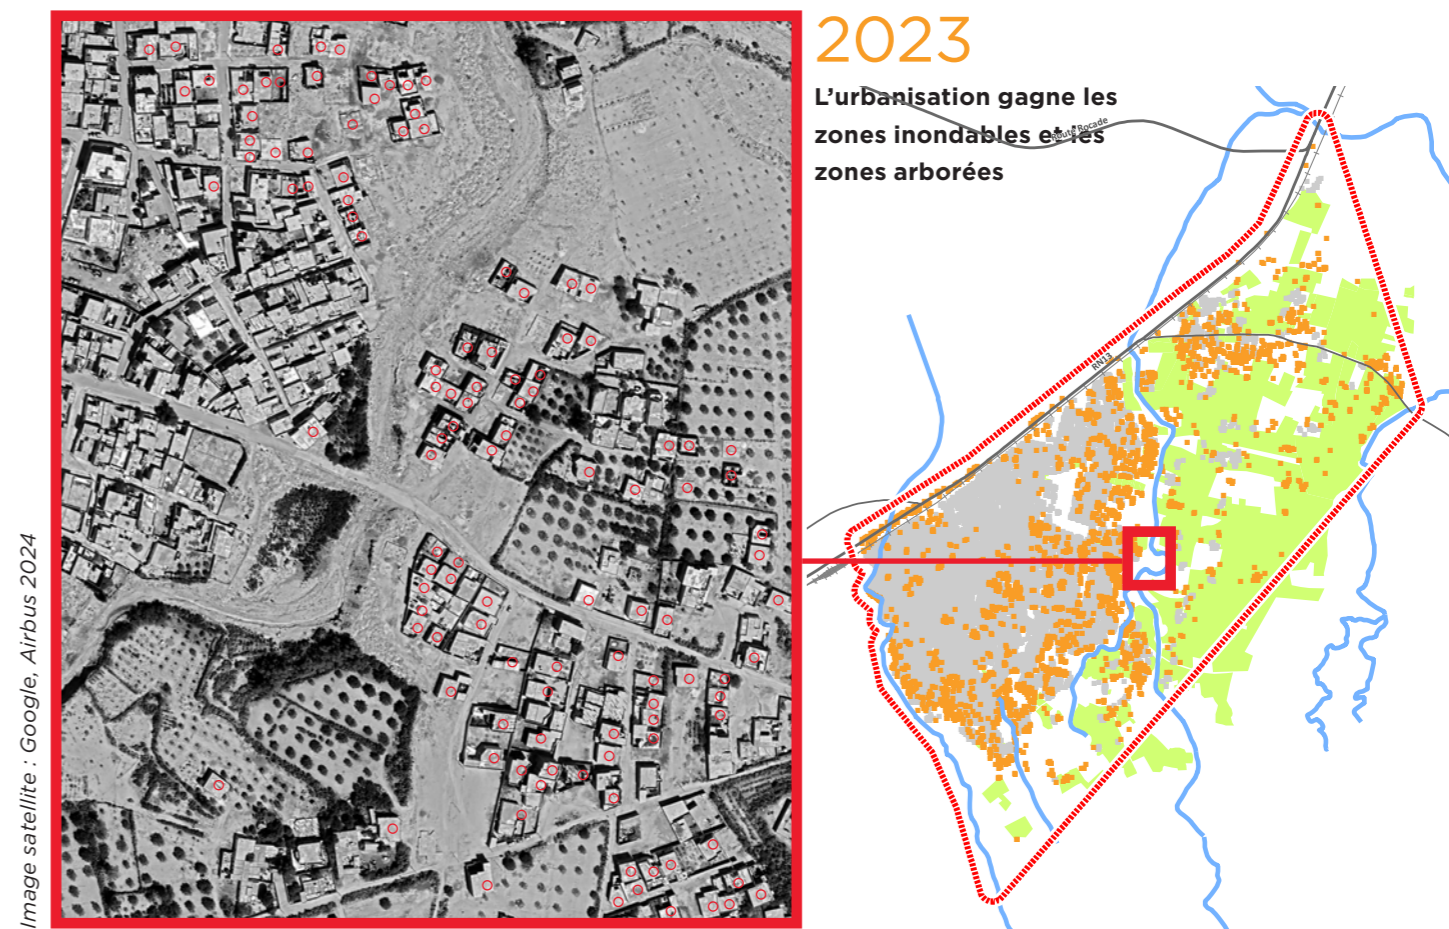 2023
L’urbanisation gagne les
zones inondables et les
zones arborées
Route Rocade
RN13
Image satellite : Google, Airbus 2024